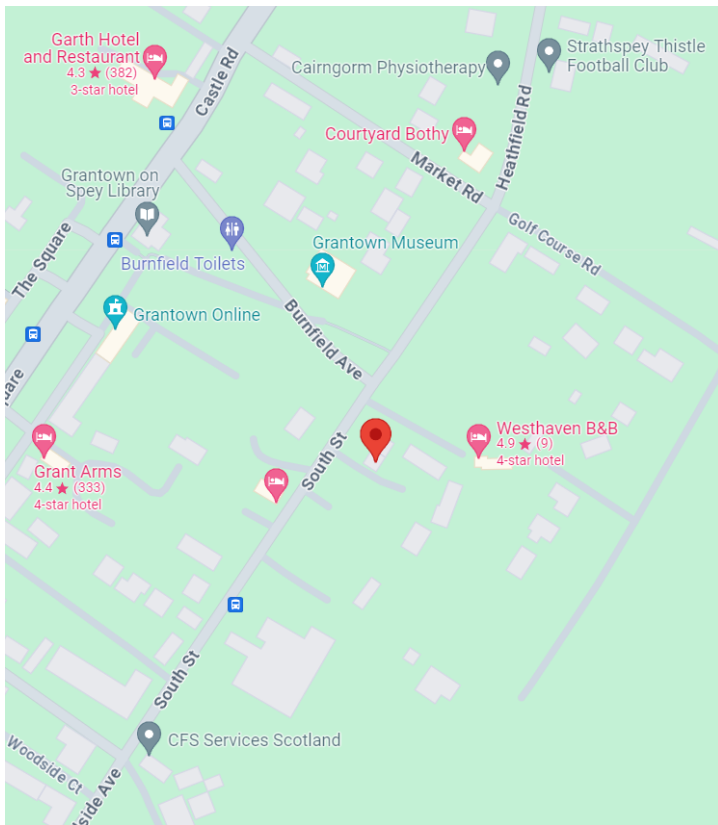 Garth Hotel
and Restaurant
4.3 ★ (382)
3-star hotel
Castle Rd
Cairngorm Physiotherapy
Strathspey Thistle
Football Club
Courtyard Bothy
Market Rd
Heathfield Rd
Grantown on
Spey Library
Golf Course Rd
The Square
Burnfield Toilets
Grantown Museum
Grantown Online
Burnfield Ave
quare
Westhaven B&B
4.9 ★ (9)
4-star hotel
South St
Grant Arms
4.4 ★ (333)
4-star hotel
South St
CFS Services Scotland
Woodside Ct
dside Ave